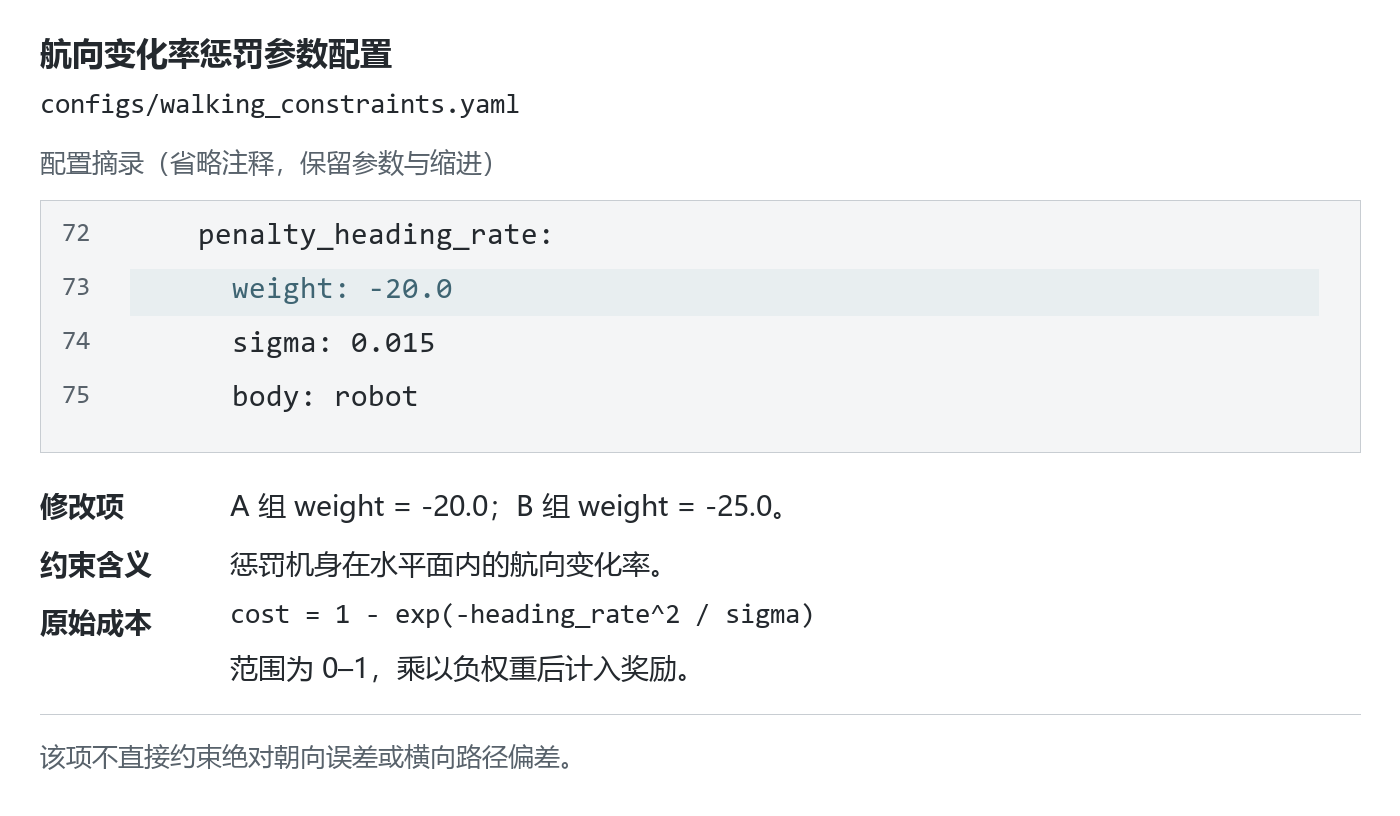 航向变化率惩罚参数配置
configs/walking_constraints.yaml
配置摘录（省略注释，保留参数与缩进）
72 penalty_heading_rate:
73 weight: -20.0
74 sigma: 0.015
75 body: robot
修改项 A 组 weight = -20.0；B 组 weight = -25.0。
约束含义 惩罚机身在水平面内的航向变化率。
原始成本 cost = 1 - exp(-heading_rate^2 / sigma)
范围为 0–1，乘以负权重后计入奖励。
该项不直接约束绝对朝向误差或横向路径偏差。